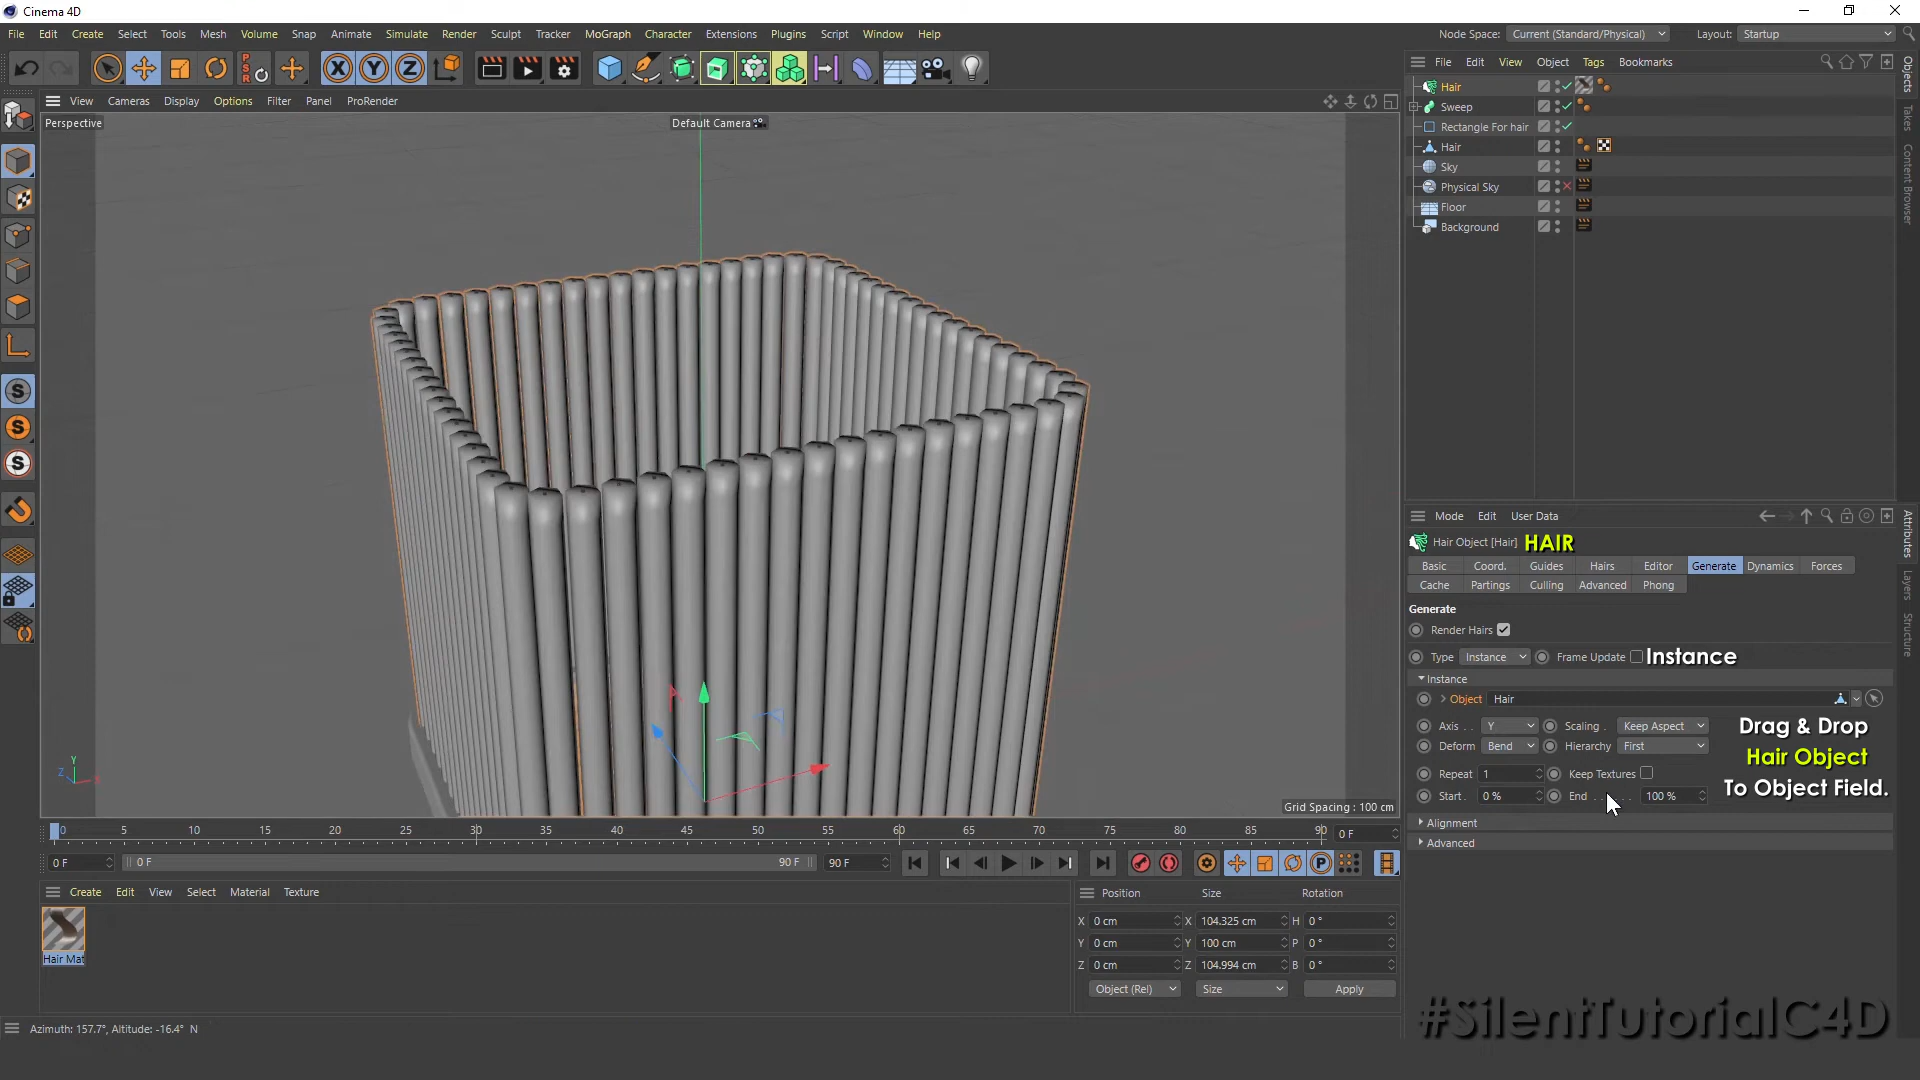 Cinema 4D
File Edit Create Select Tools Mesh Volume Snap Animate Simulate Render Sculpt Tracker MoGraph Character Extensions Plugins Script Window Help
Node Space: Current (Standard/Physical) Layout: Startup
View Cameras Display Options Filter Panel ProRender
Perspective
Default Camera
File Edit View Object Tags Bookmarks
Hair
Sweep
Rectangle For hair
Hair
Sky
Physical Sky
Floor
Background
Objects
Takes
Content Browser
Mode Edit User Data
Hair Object [Hair] HAIR
Basic Coord. Guides Hairs Editor Generate Dynamics Forces
Cache Partings Culling Advanced Phong
Generate
Render Hairs
Type Instance Frame Update Instance
Instance
Object Hair
Axis . . Y Scaling . Keep Aspect
Deform Bend Hierarchy First
Repeat 1 Keep Textures
Start . 0 % End . . . . . . 100 %
Drag & Drop
Hair Object
To Object Field.
Alignment
Advanced
Attributes
Layers
Structure
X Y Z
Z Y X
Grid Spacing : 100 cm
0 5 10 15 20 25 30 35 40 45 50 55 60 65 70 75 80 85 90 0 F
0 F 0 F 90 F 90 F
Create Edit View Select Material Texture
Hair Mat
Position Size Rotation
X 0 cm X 104.325 cm H 0 °
Y 0 cm Y 100 cm P 0 °
Z 0 cm Z 104.994 cm B 0 °
Object (Rel) Size Apply
Azimuth: 157.7°, Altitude: -16.4° N
#SilentTutorialC4D